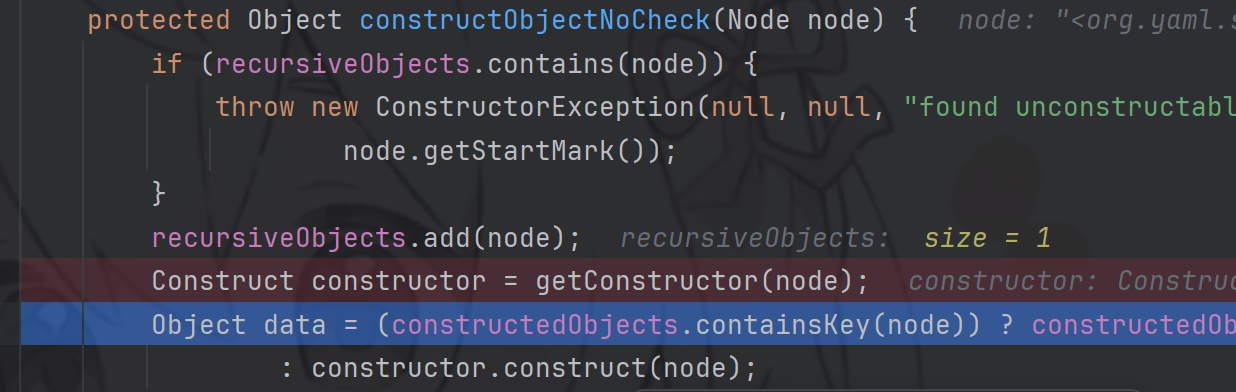 protected Object constructObjectNoCheck(Node node) {   node: "<org.yaml.s
if (recursiveObjects.contains(node)) {
throw new ConstructorException(null, null, "found unconstructabl
node.getStartMark());
}
recursiveObjects.add(node);   recursiveObjects:  size = 1
Construct constructor = getConstructor(node);   constructor: Construc
Object data = (constructedObjects.containsKey(node)) ? constructedOb
: constructor.construct(node);